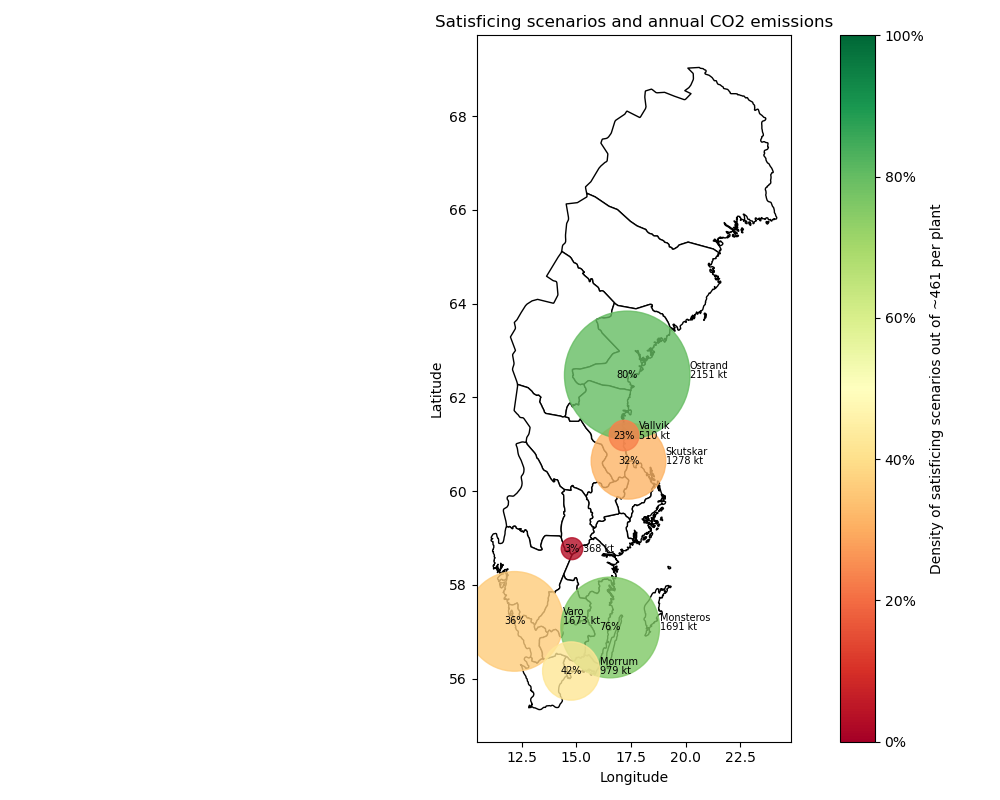 Satisficing scenarios and annual CO2 emissions
Latitude
68
66
64
62
60
58
56
12.5
15.0
17.5
20.0
22.5
Longitude
80%
Ostrand
2151 kt
23%
Vallvik
510 kt
32%
Skutskar
1278 kt
3%
368 kt
36%
Varo
1673 kt
76%
Monsteros
1691 kt
42%
Morrum
979 kt
100%
80%
60%
40%
20%
0%
Density of satisficing scenarios out of ~461 per plant